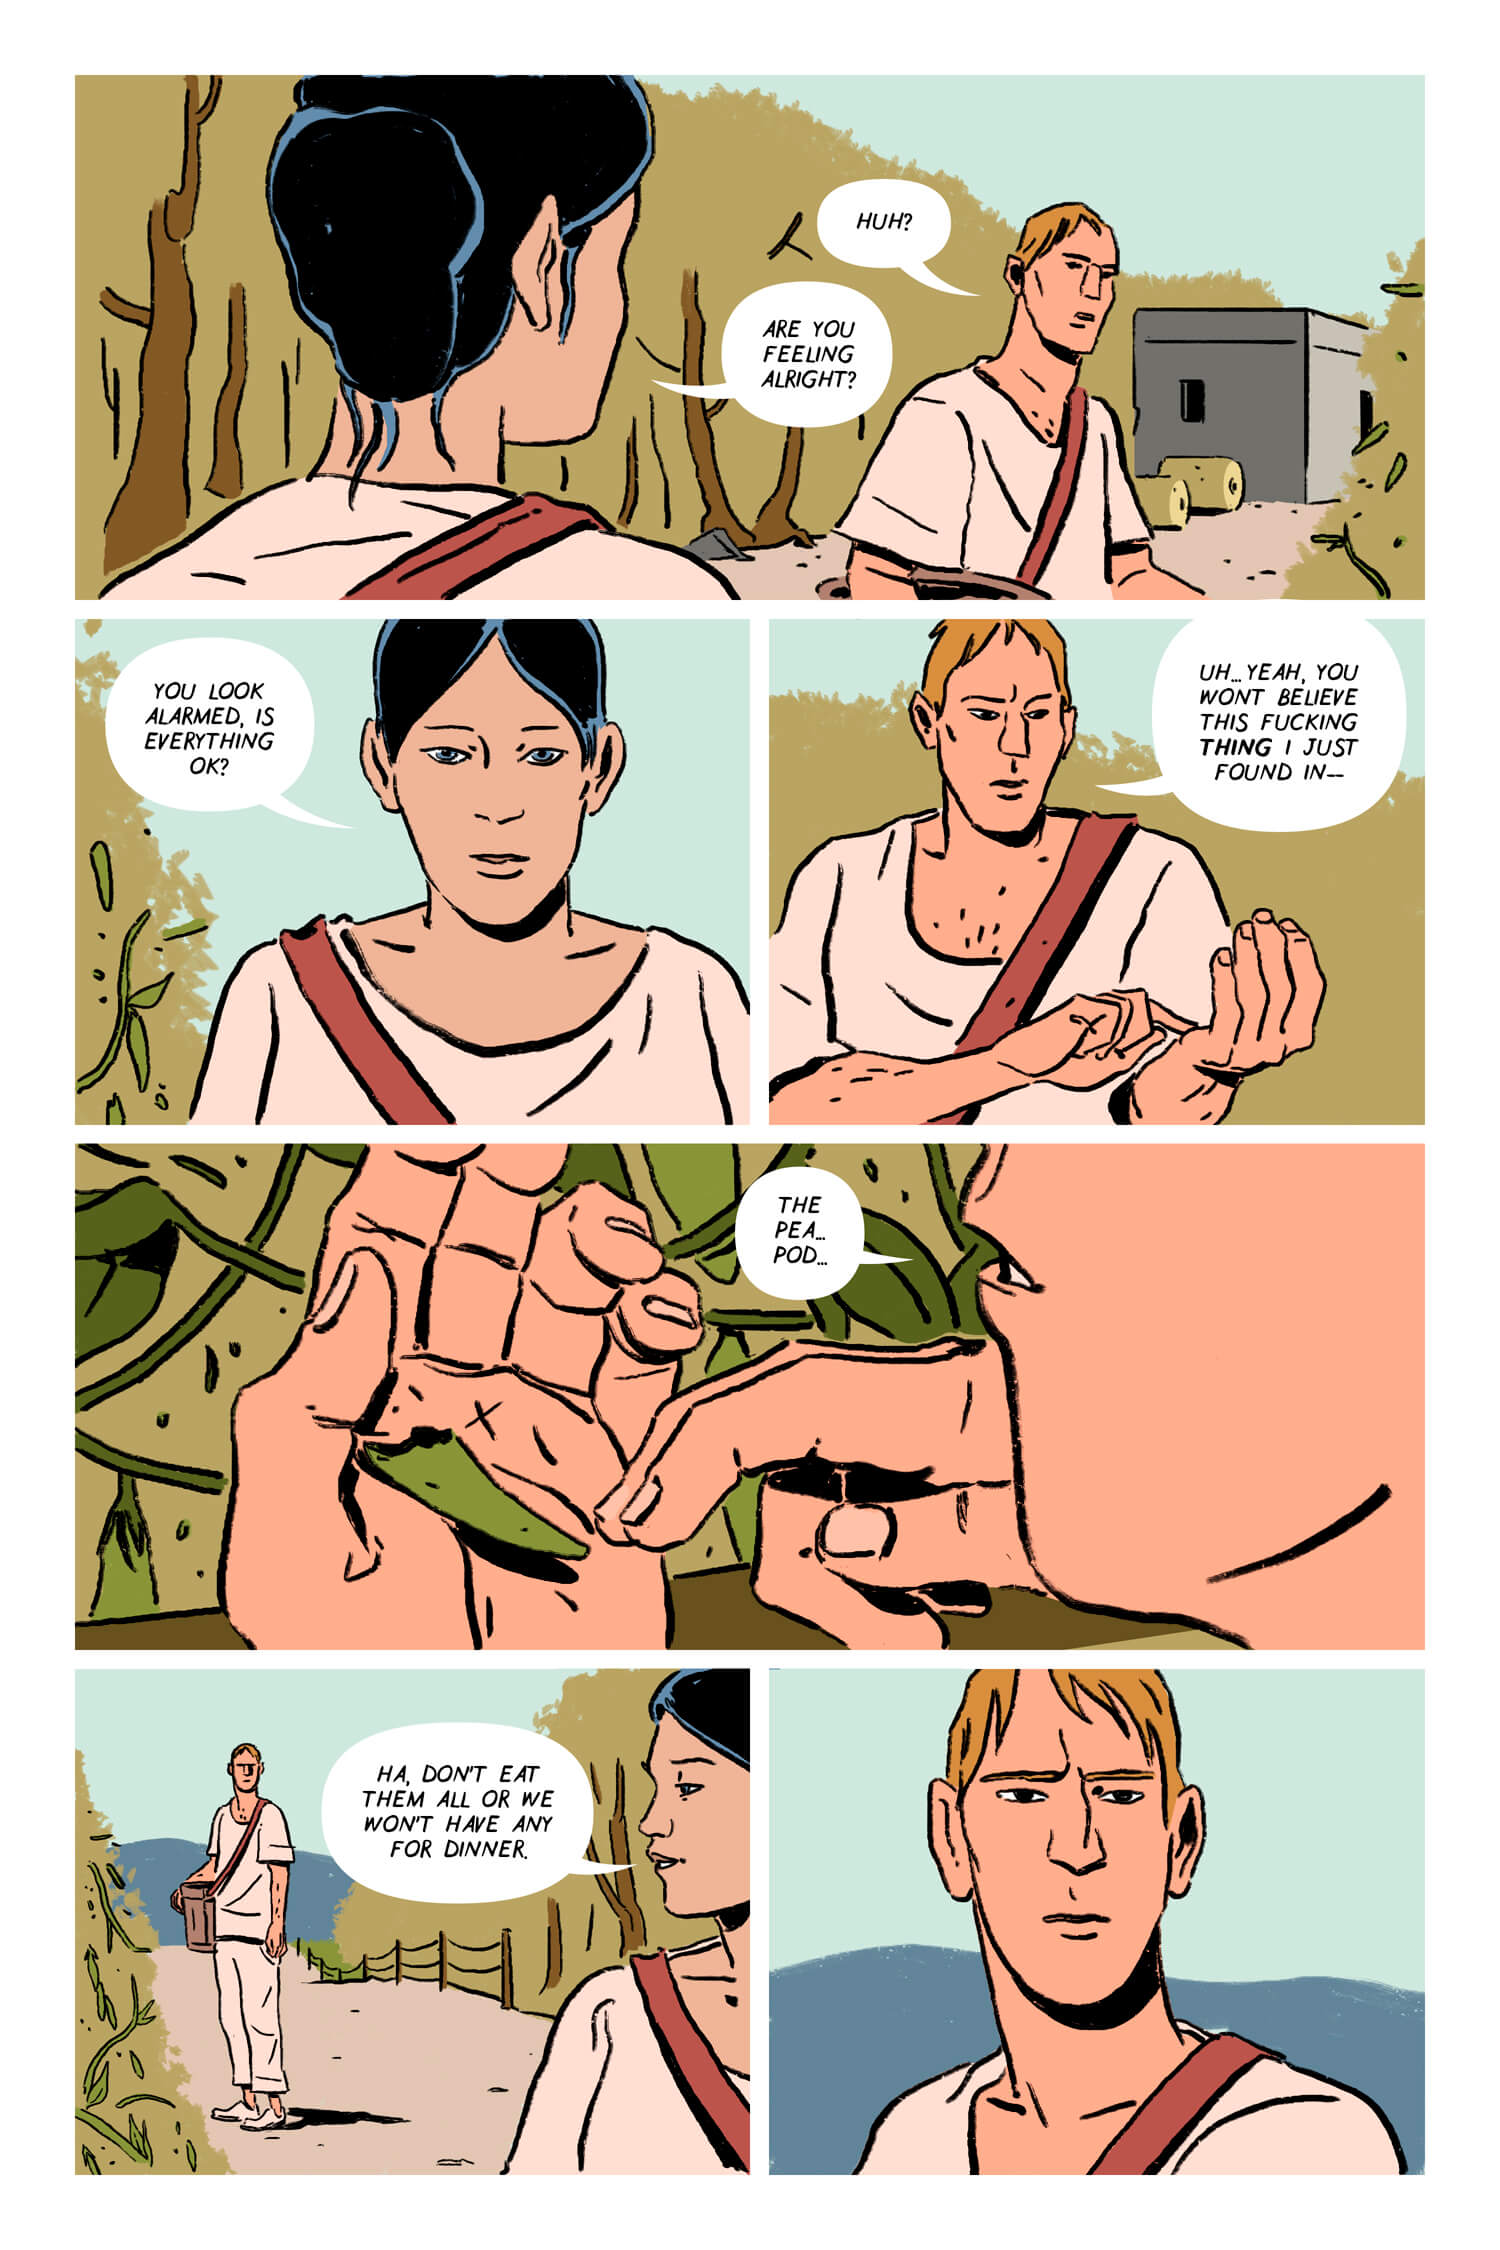 HUH?
ARE YOU
FEELING
ALRIGHT?
YOU LOOK
ALARMED, IS
EVERYTHING
OK?
UH...YEAH, YOU
WONT BELIEVE
THIS FUCKING
THING I JUST
FOUND IN--
THE
PEA...
POD...
HA, DON'T EAT
THEM ALL OR WE
WON'T HAVE ANY
FOR DINNER.